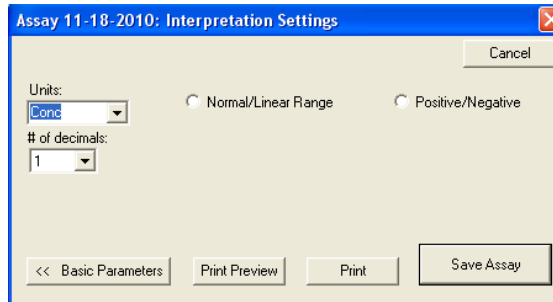 Assay 11-18-2010: Interpretation Settings
Cancel
Units:
Conc
Normal/Linear Range
Positive/Negative
# of decimals:
1
<< Basic Parameters
Print Preview
Print
Save Assay